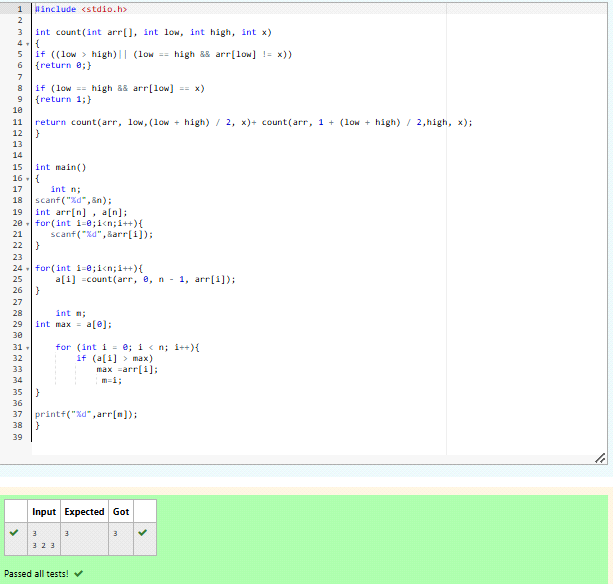 1 #include <stdio.h>
2
3 int count(int arr[], int low, int high, int x)
4 {
5 if ((low > high)|| (low == high && arr[low] != x))
6 {return 0;}
7
8 if (low == high && arr[low] == x)
9 {return 1;}
10
11 return count(arr, low,(low + high) / 2, x)+ count(arr, 1 + (low + high) / 2,high, x);
12 }
13
14
15 int main()
16 {
17 int n;
18 scanf("%d",&n);
19 int arr[n] , a[n];
20 for(int i=0;i<n;i++){
21 scanf("%d",&arr[i]);
22 }
23
24 for(int i=0;i<n;i++){
25 a[i] =count(arr, 0, n - 1, arr[i]);
26 }
27
28 int m;
29 int max = a[0];
30
31 for (int i = 0; i < n; i++){
32 if (a[i] > max)
33 max =arr[i];
34 m=i;
35 }
36
37 printf("%d",arr[m]);
38 }
39
Input Expected Got
3 3 3
3 2 3
Passed all tests!